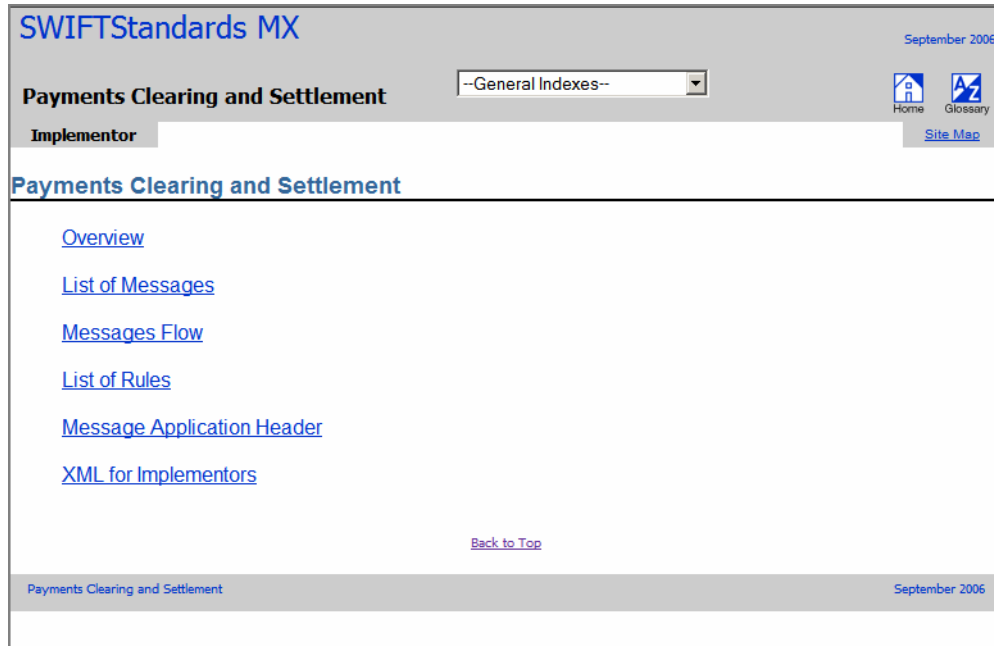 SWIFTStandards MX
September 2006
Payments Clearing and Settlement
--General Indexes--
Home
A Z
Glossary
Implementor
Site Map
Payments Clearing and Settlement
Overview
List of Messages
Messages Flow
List of Rules
Message Application Header
XML for Implementors
Back to Top
Payments Clearing and Settlement
September 2006